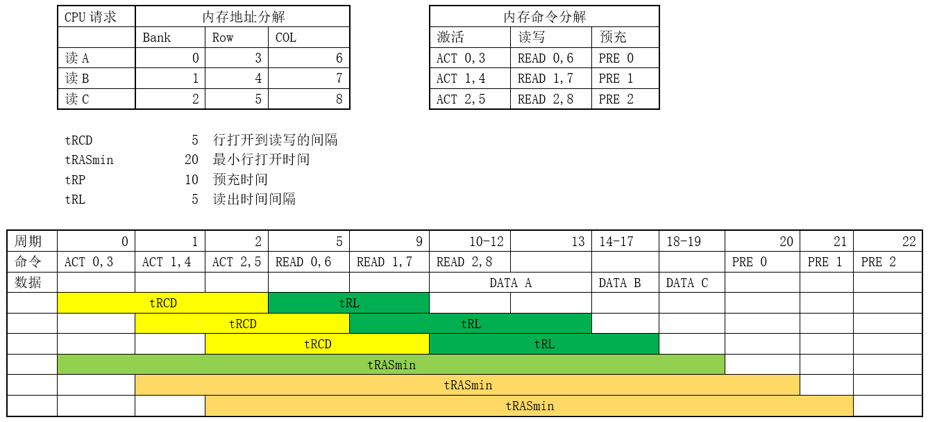 CPU请求 内存地址分解
Bank Row COL
读A 0 3 6
读B 1 4 7
读C 2 5 8
内存命令分解
激活 读写 预充
ACT 0,3 READ 0,6 PRE 0
ACT 1,4 READ 1,7 PRE 1
ACT 2,5 READ 2,8 PRE 2
tRCD 5 行打开到读写的间隔
tRASmin 20 最小行打开时间
tRP 10 预充时间
tRL 5 读出时间间隔
周期 0 1 2 5 9 10-12 13 14-17 18-19 20 21 22
命令 ACT 0,3 ACT 1,4 ACT 2,5 READ 0,6 READ 1,7 READ 2,8 PRE 0 PRE 1 PRE 2
数据 DATA A DATA B DATA C
tRCD tRL
tRCD tRL
tRCD tRL
tRASmin
tRASmin
tRASmin